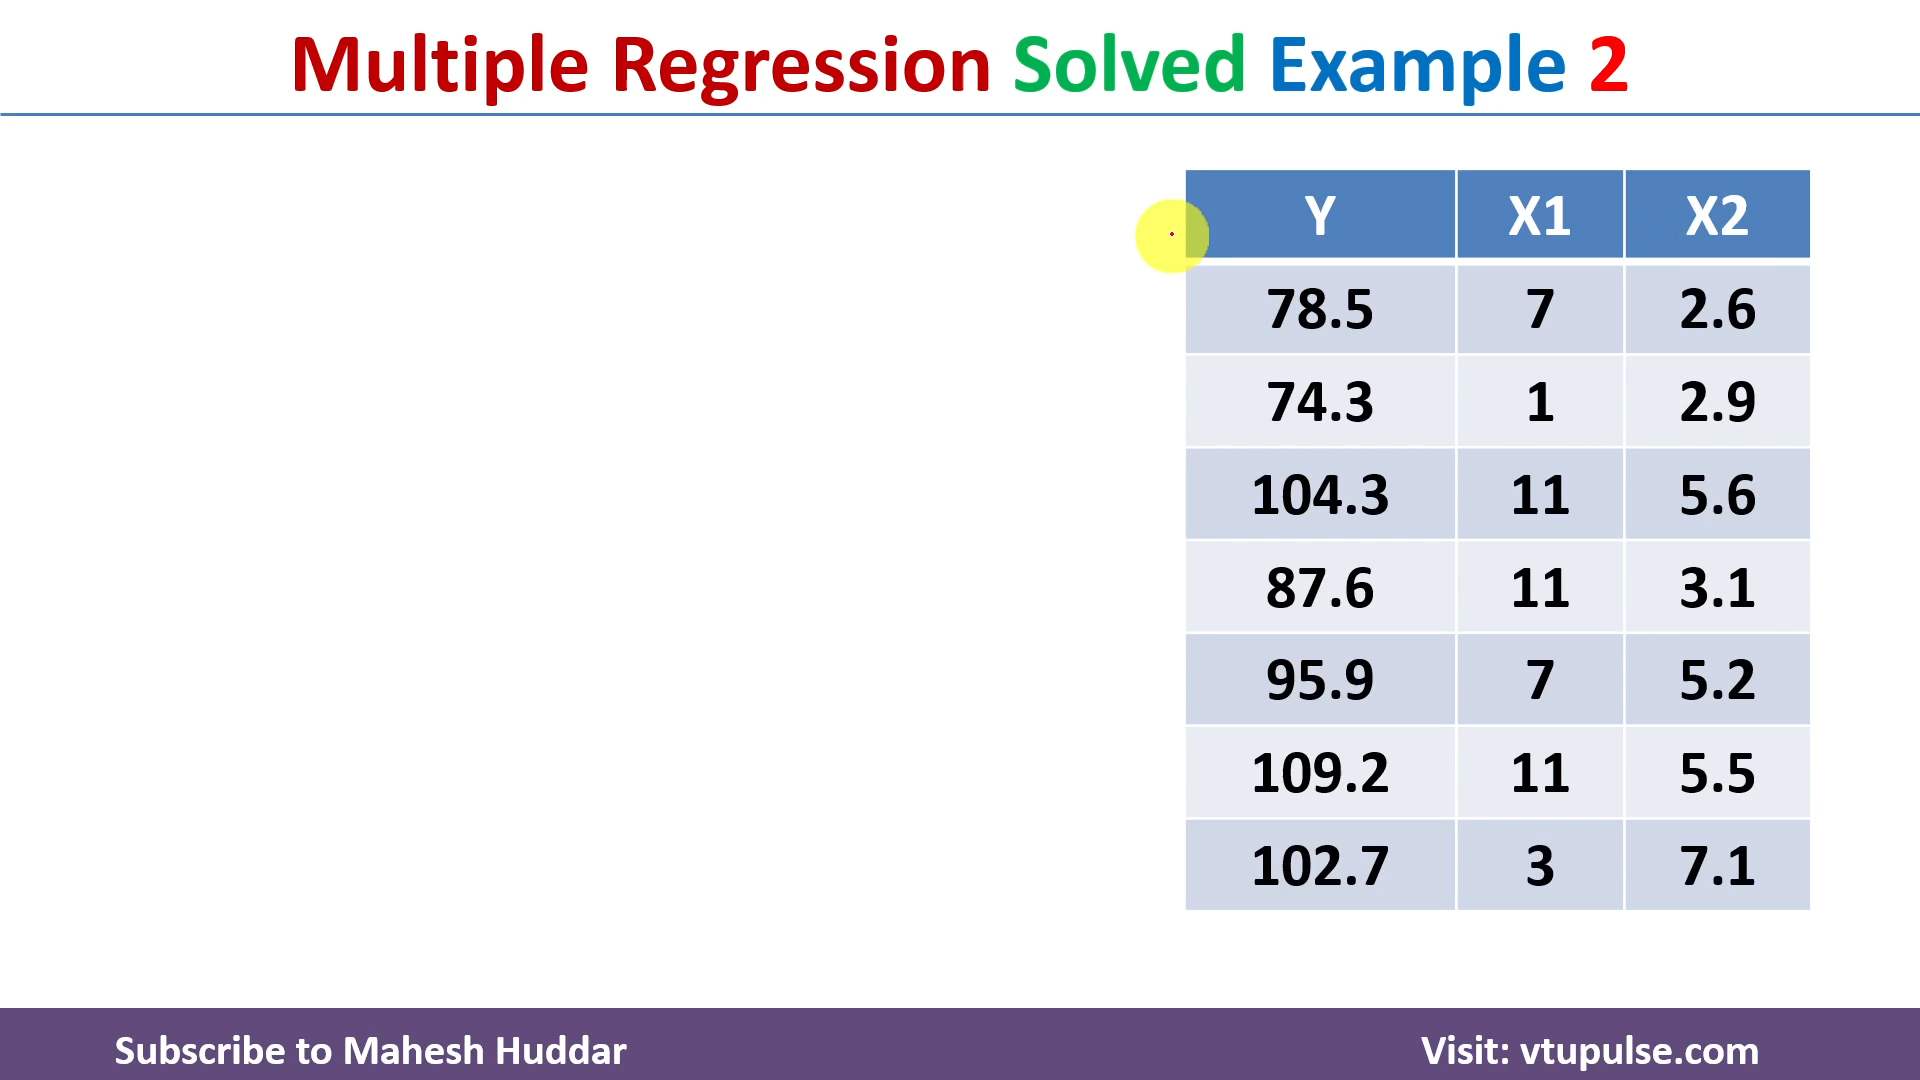 Multiple Regression Solved Example 2
Y X1 X2
78.5 7 2.6
74.3 1 2.9
104.3 11 5.6
87.6 11 3.1
95.9 7 5.2
109.2 11 5.5
102.7 3 7.1
Subscribe to Mahesh Huddar Visit: vtupulse.com